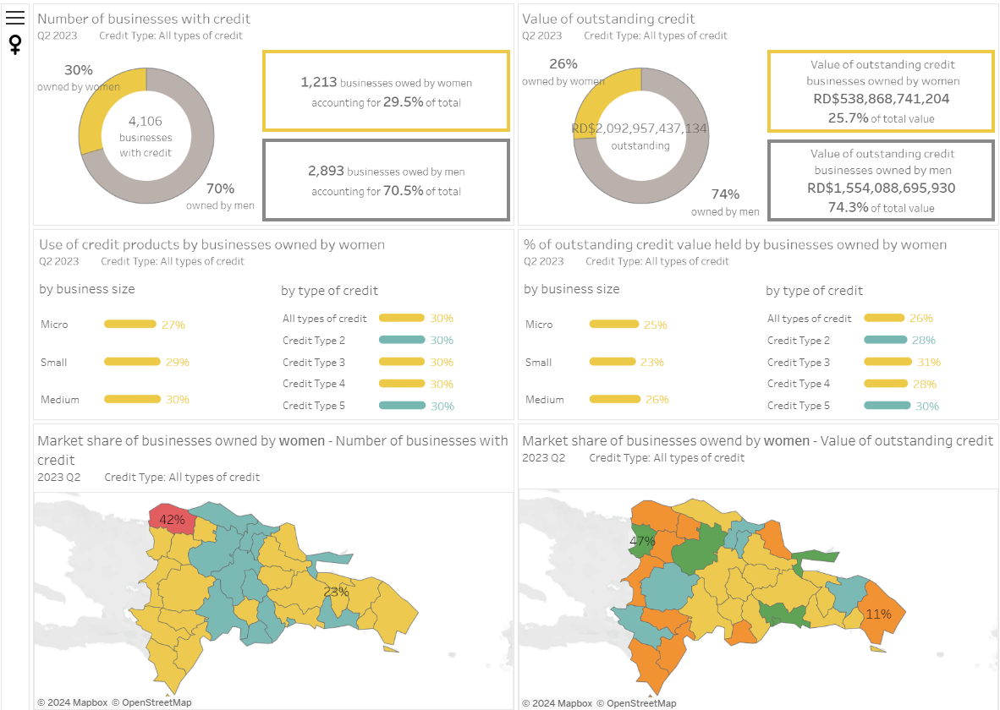 Number of businesses with credit
Q2 2023 Credit Type: All types of credit
30%
owned by women
4,106
businesses
with credit
70%
owned by men
1,213 businesses owed by women
accounting for 29.5% of total
2,893 businesses owed by men
accounting for 70.5% of total
Value of outstanding credit
Q2 2023 Credit Type: All types of credit
26%
owned by women
RD$2,092,957,437,134
outstanding
74%
owned by men
Value of outstanding credit
businesses owned by women
RD$538,868,741,204
25.7% of total value
Value of outstanding credit
businesses owned by men
RD$1,554,088,695,930
74.3% of total value
Use of credit products by businesses owned by women
Q2 2023 Credit Type: All types of credit
by business size
Micro 27%
Small 29%
Medium 30%
by type of credit
All types of credit 30%
Credit Type 2 30%
Credit Type 3 30%
Credit Type 4 30%
Credit Type 5 30%
% of outstanding credit value held by businesses owned by women
Q2 2023 Credit Type: All types of credit
by business size
Micro 25%
Small 23%
Medium 26%
by type of credit
All types of credit 26%
Credit Type 2 28%
Credit Type 3 31%
Credit Type 4 28%
Credit Type 5 30%
Market share of businesses owned by women - Number of businesses with
credit
2023 Q2 Credit Type: All types of credit
42%
23%
© 2024 Mapbox © OpenStreetMap
Market share of businesses owend by women - Value of outstanding credit
2023 Q2 Credit Type: All types of credit
47%
11%
© 2024 Mapbox © OpenStreetMap